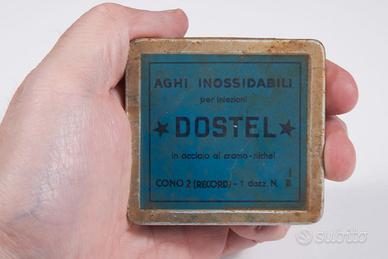 AGHI INOSSIDABILI
per iniezioni
★ DOSTEL ★
in acciaio al cromo-nichel
CONO 2 (RECORD) - 1 dozz. N.
subito